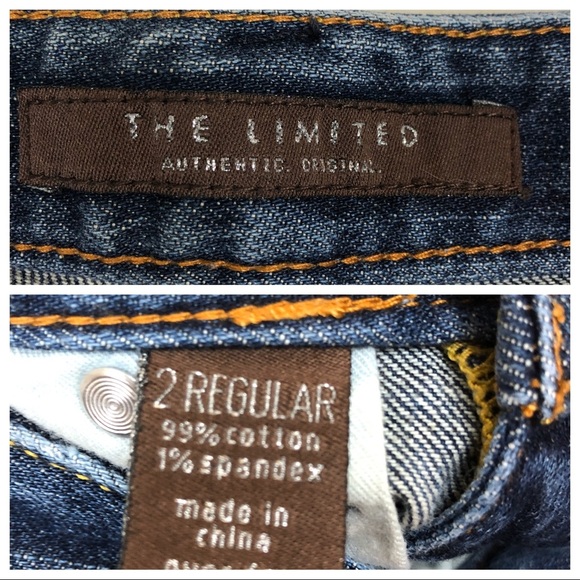 THE LIMITED
AUTHENTIC. ORIGINAL.
2 REGULAR
99% cotton
1% spandex
made in
china